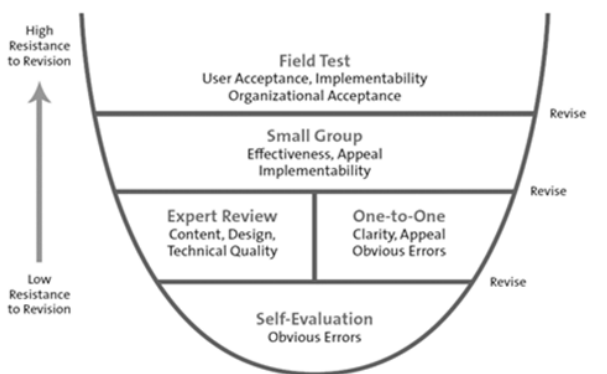 High
Resistance
to Revision
Field Test
User Acceptance, Implementability
Organizational Acceptance
Revise
Small Group
Effectiveness, Appeal
Implementability
Revise
Expert Review
Content, Design,
Technical Quality
One-to-One
Clarity, Appeal
Obvious Errors
Low
Resistance
to Revision
Revise
Self-Evaluation
Obvious Errors